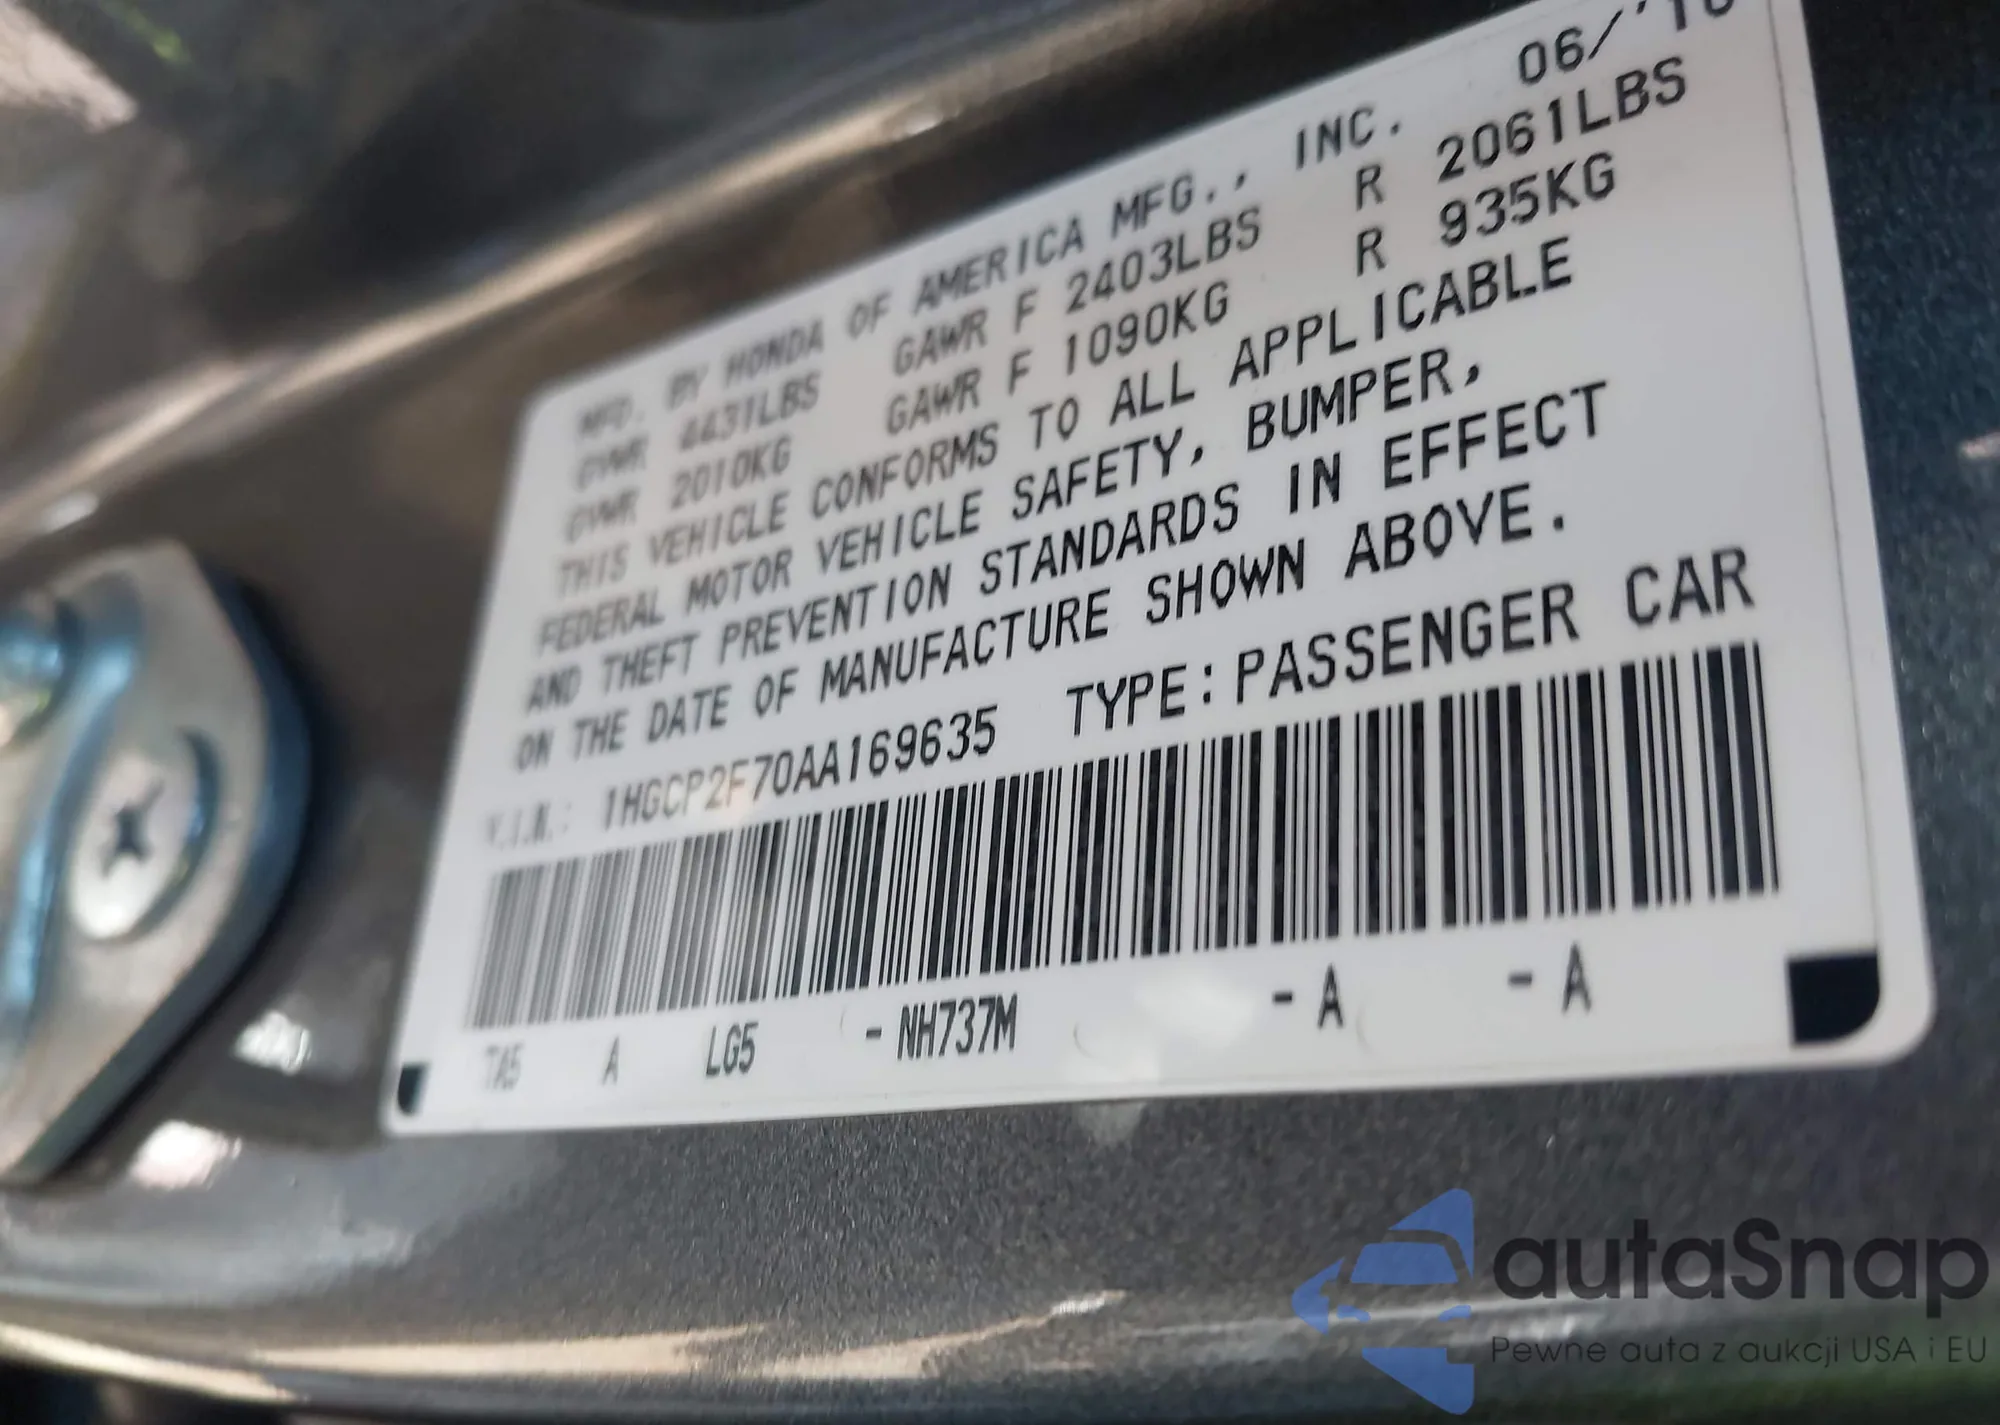 MFD. BY HONDA OF AMERICA MFG., INC. 06/'10
GVWR 4431LBS GAWR F 2403LBS R 2061LBS
GVWR 2010KG GAWR F 1090KG R 935KG
THIS VEHICLE CONFORMS TO ALL APPLICABLE
FEDERAL MOTOR VEHICLE SAFETY, BUMPER,
AND THEFT PREVENTION STANDARDS IN EFFECT
ON THE DATE OF MANUFACTURE SHOWN ABOVE.
V.I.N.: 1HGCP2F70AA169635 TYPE: PASSENGER CAR
TA5 A LG5 - NH737M - A - A
autaSnap
Pewne auta z aukcji USA i EU